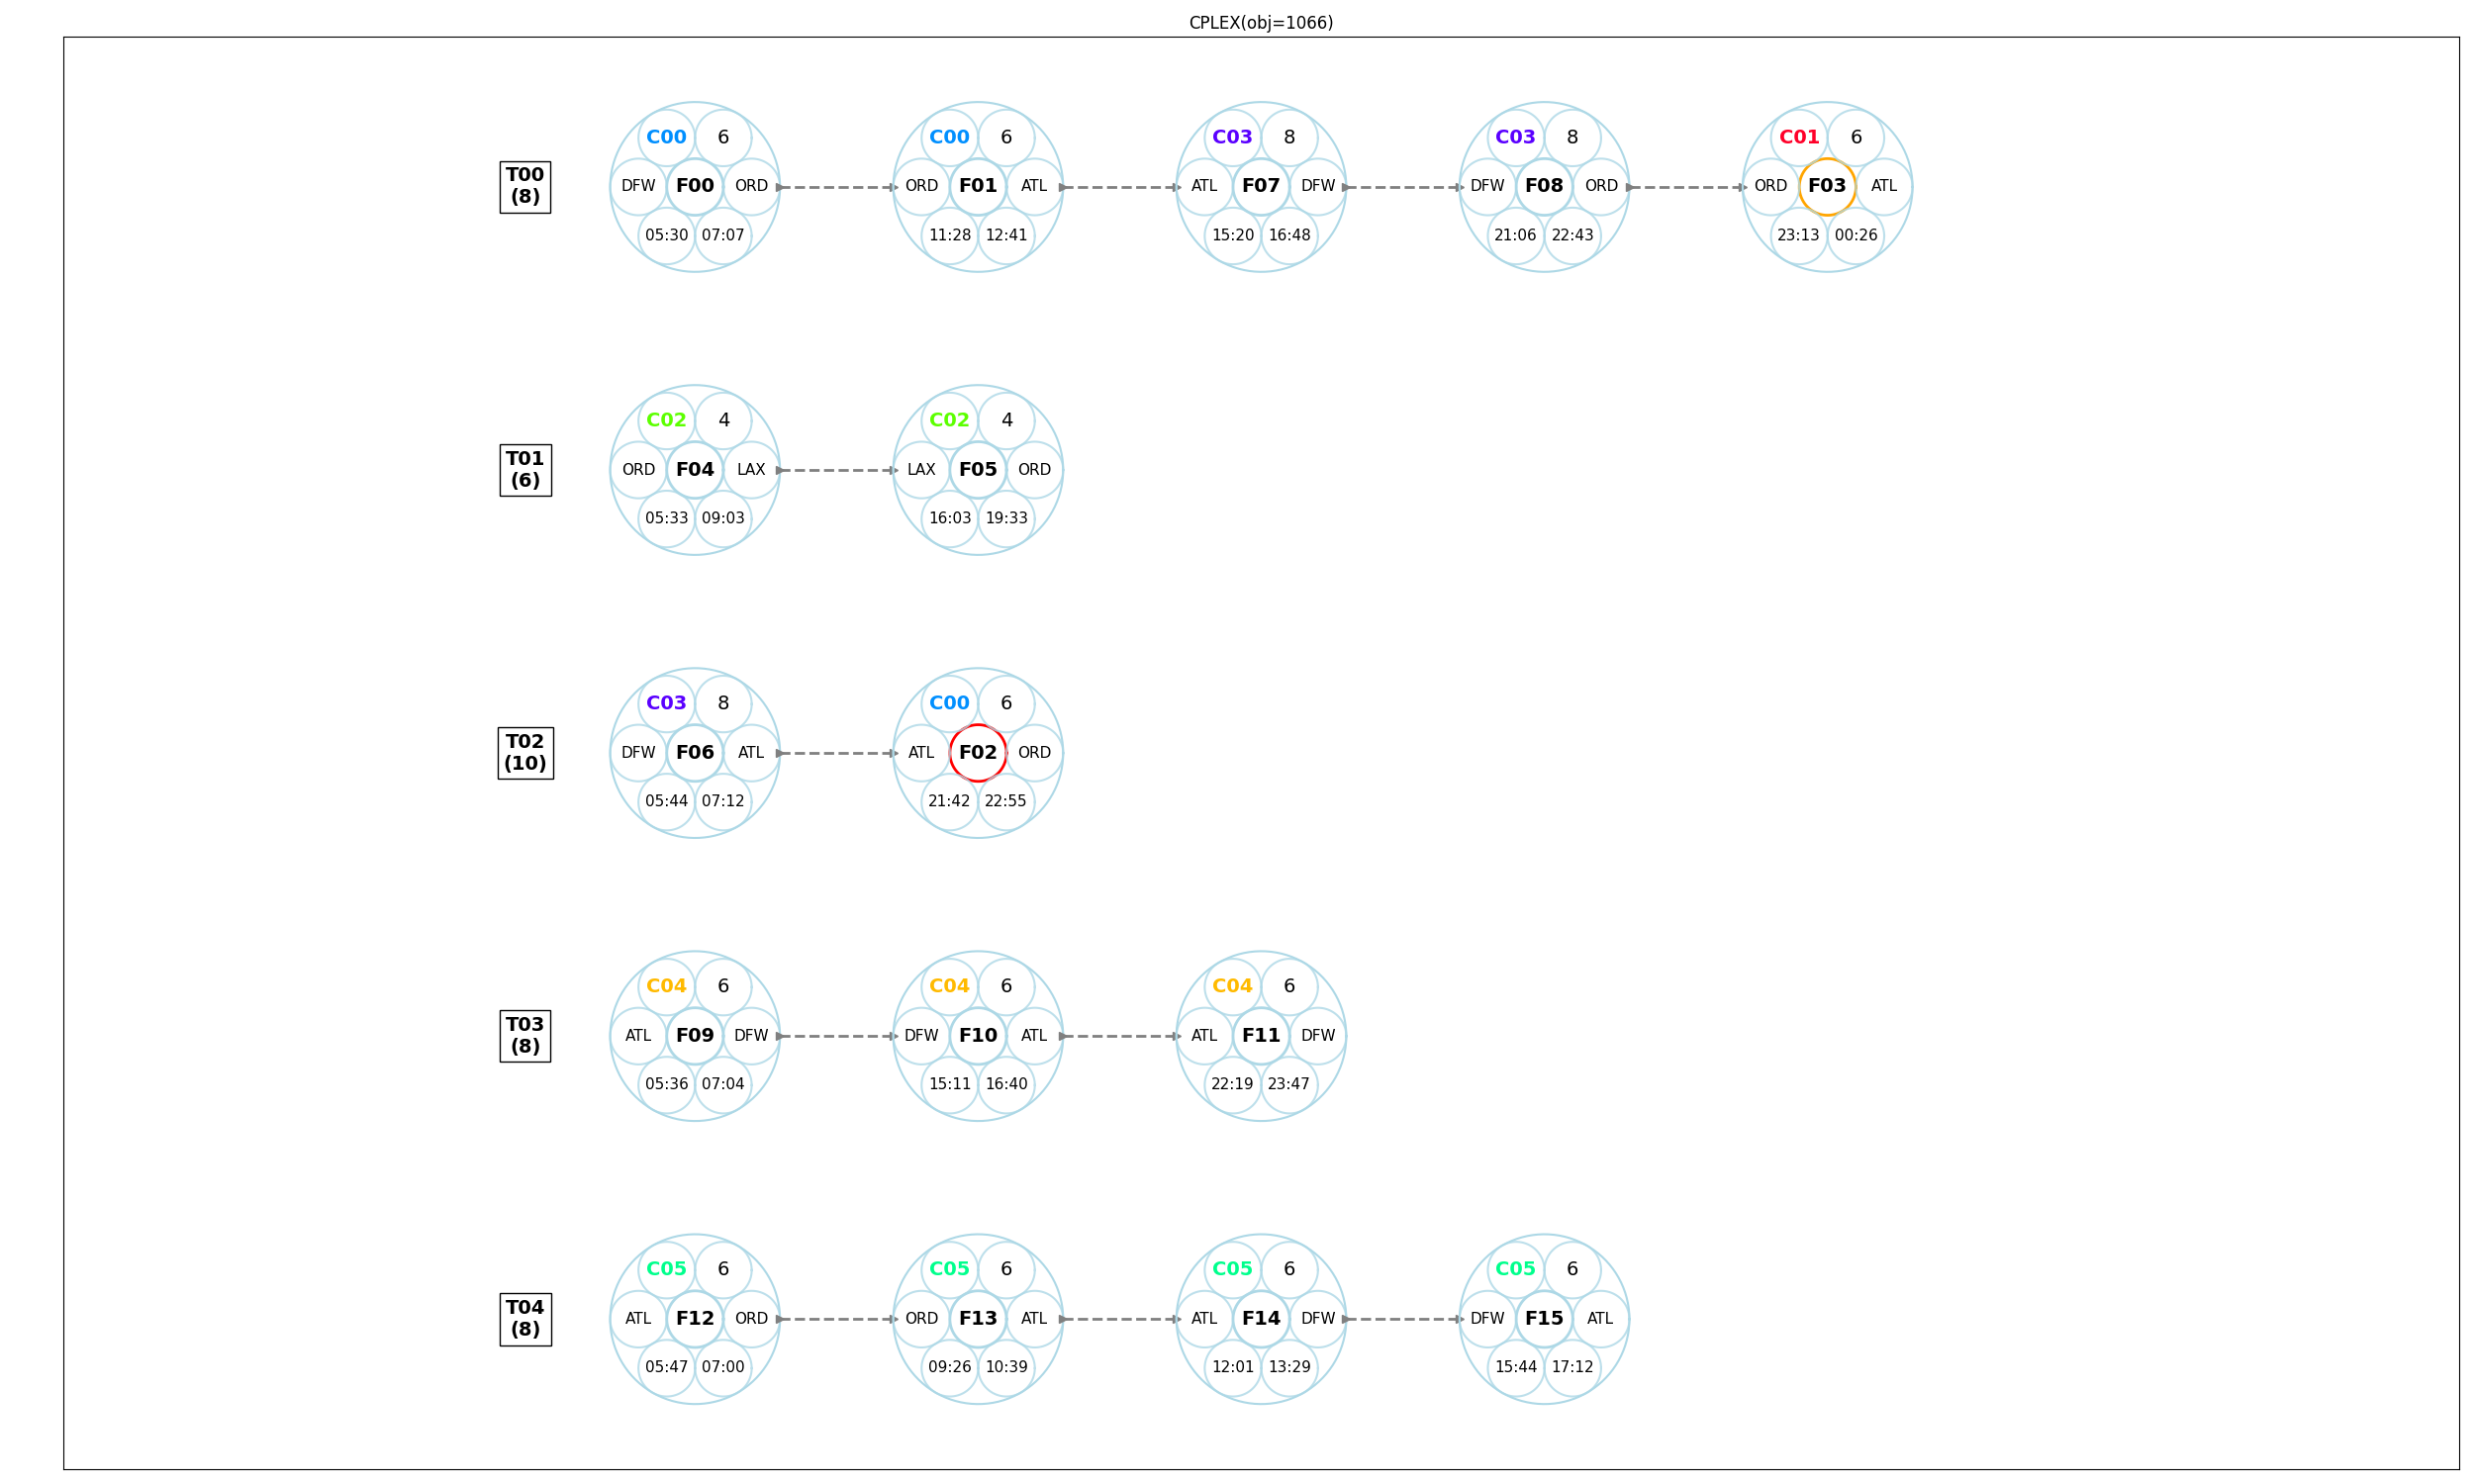 CPLEX(obj=1066)
C00 6 C00 6 C03 8 C03 8 C01 6
T00
(8)
DFW F00 ORD ORD F01 ATL ATL F07 DFW DFW F08 ORD ORD F03 ATL
05:30 07:07 11:28 12:41 15:20 16:48 21:06 22:43 23:13 00:26
C02 4 C02 4
T01
(6)
ORD F04 LAX LAX F05 ORD
05:33 09:03 16:03 19:33
C03 8 C00 6
T02
(10)
DFW F06 ATL ATL F02 ORD
05:44 07:12 21:42 22:55
C04 6 C04 6 C04 6
T03
(8)
ATL F09 DFW DFW F10 ATL ATL F11 DFW
05:36 07:04 15:11 16:40 22:19 23:47
C05 6 C05 6 C05 6 C05 6
T04
(8)
ATL F12 ORD ORD F13 ATL ATL F14 DFW DFW F15 ATL
05:47 07:00 09:26 10:39 12:01 13:29 15:44 17:12